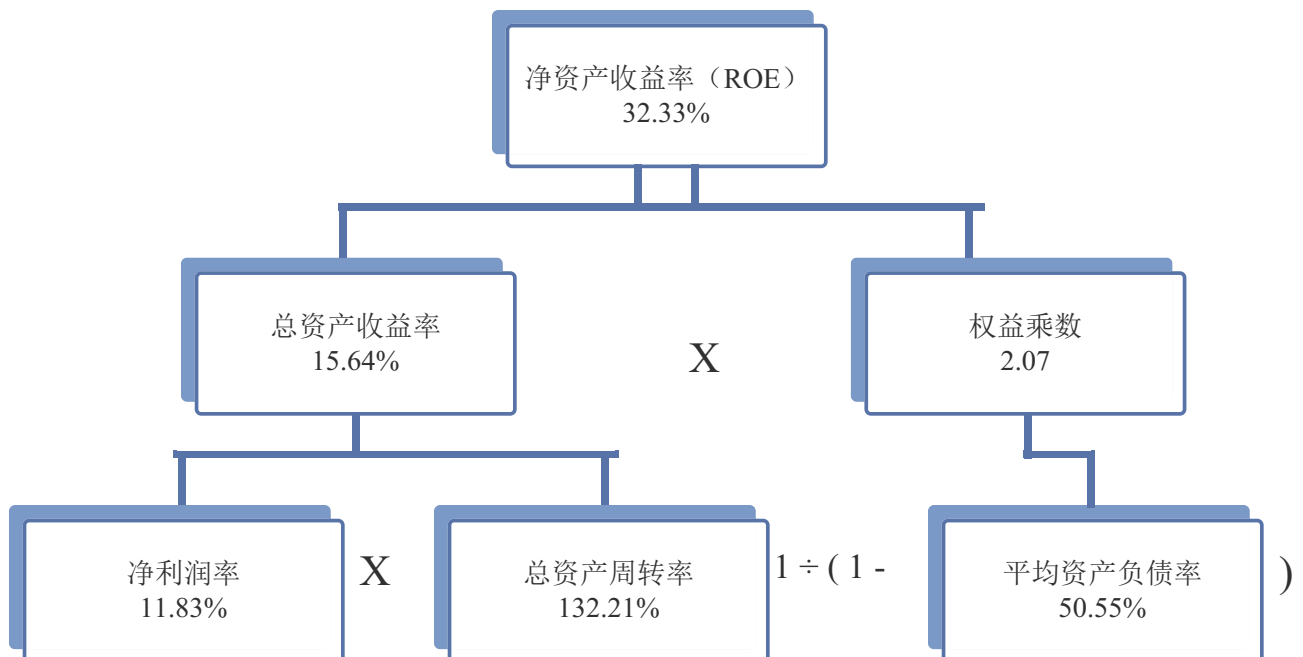 净资产收益率（ROE）
32.33%
总资产收益率
15.64%
X
权益乘数
2.07
净利润率
11.83%
X
总资产周转率
132.21%
1 ÷ ( 1 -
平均资产负债率
50.55%
)